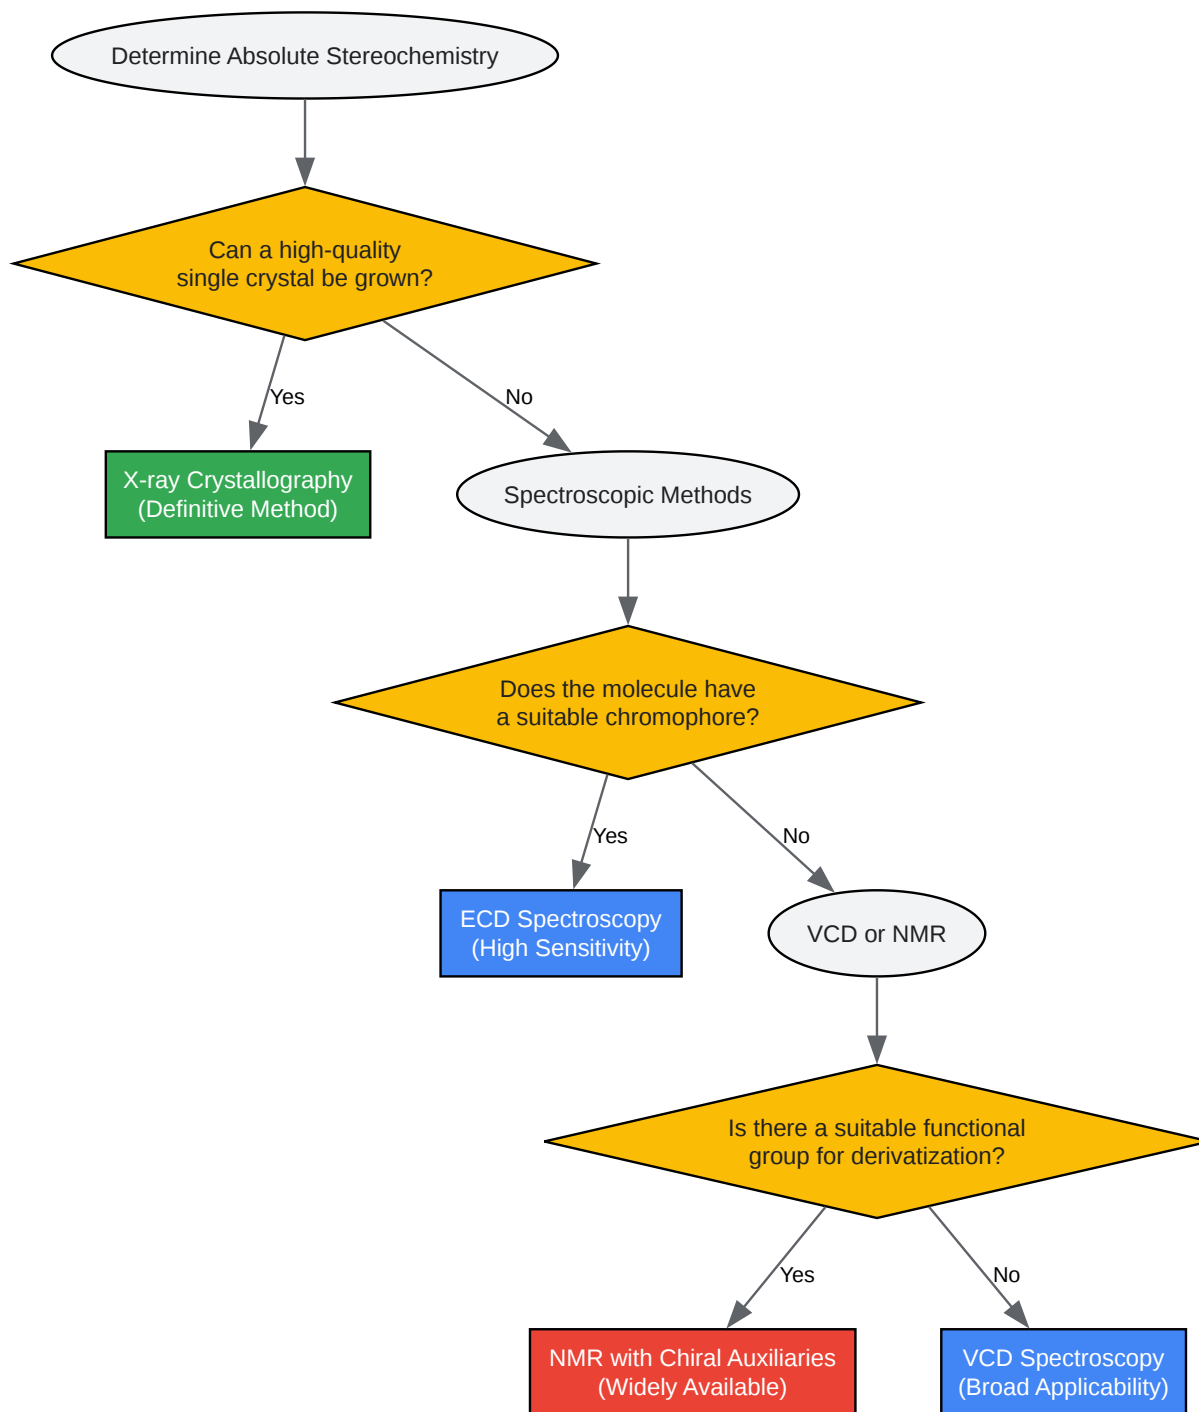 Determine Absolute Stereochemistry
Can a high-quality
single crystal be grown?
Yes
No
X-ray Crystallography
(Definitive Method)
Spectroscopic Methods
Does the molecule have
a suitable chromophore?
Yes
No
ECD Spectroscopy
(High Sensitivity)
VCD or NMR
Is there a suitable functional
group for derivatization?
Yes
No
NMR with Chiral Auxiliaries
(Widely Available)
VCD Spectroscopy
(Broad Applicability)